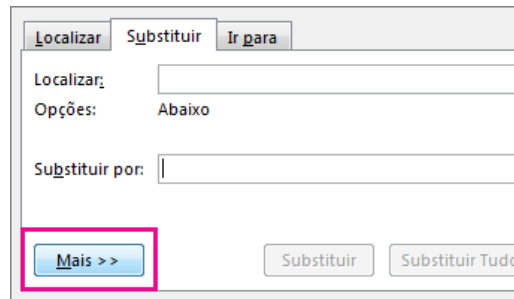 Localizar Substituir Ir para
Localizar:
Opções: Abaixo
Substituir por:
Mais >> Substituir Substituir Tudo